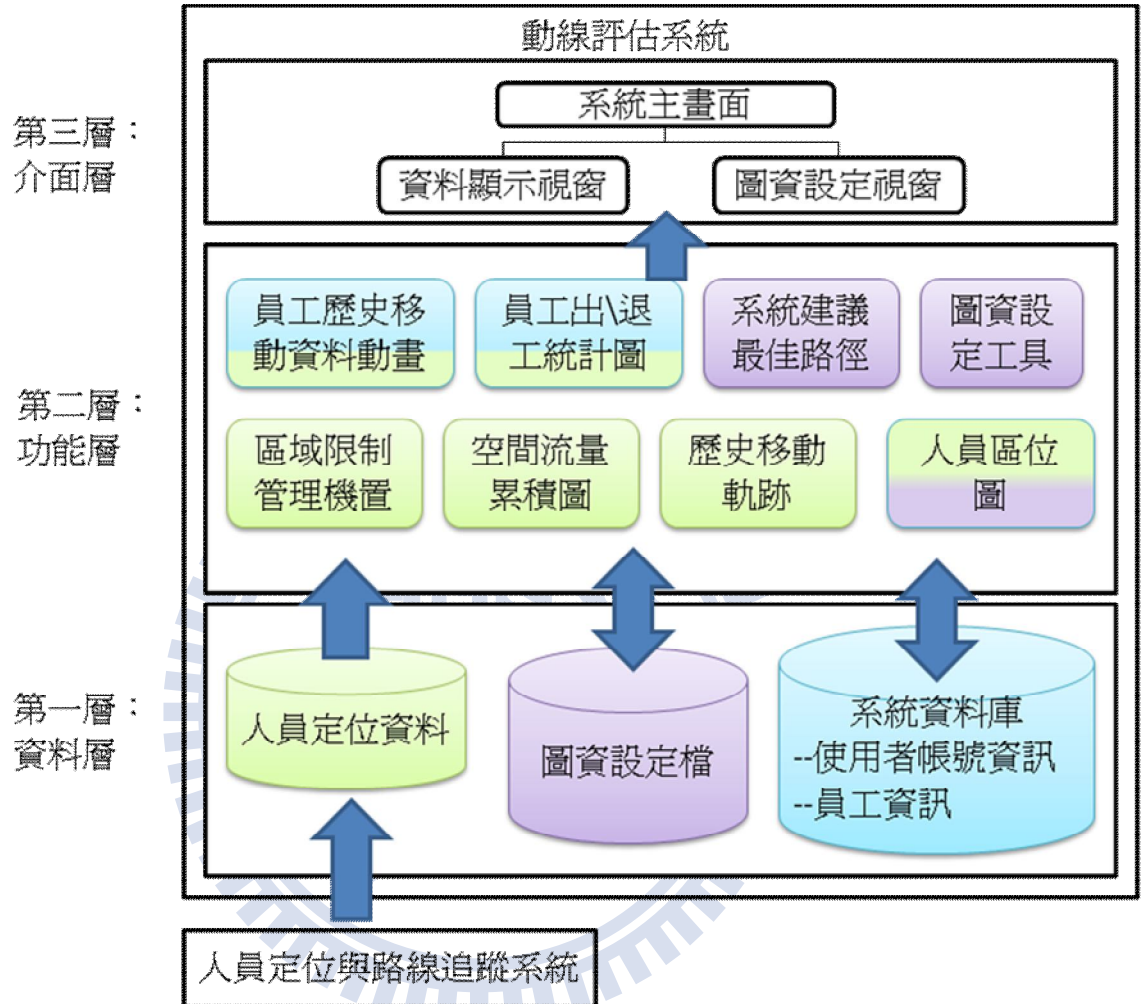 動線評估系統
系統主畫面
第三層：
介面層
資料顯示視窗
圖資設定視窗
員工歷史移
動資料動畫
員工出\退
工統計圖
系統建議
最佳路徑
圖資設
定工具
第二層：
功能層
區域限制
管理機置
空間流量
累積圖
歷史移動
軌跡
人員區位
圖
第一層：
資料層
人員定位資料
圖資設定檔
系統資料庫
--使用者帳號資訊
--員工資訊
人員定位與路線追蹤系統